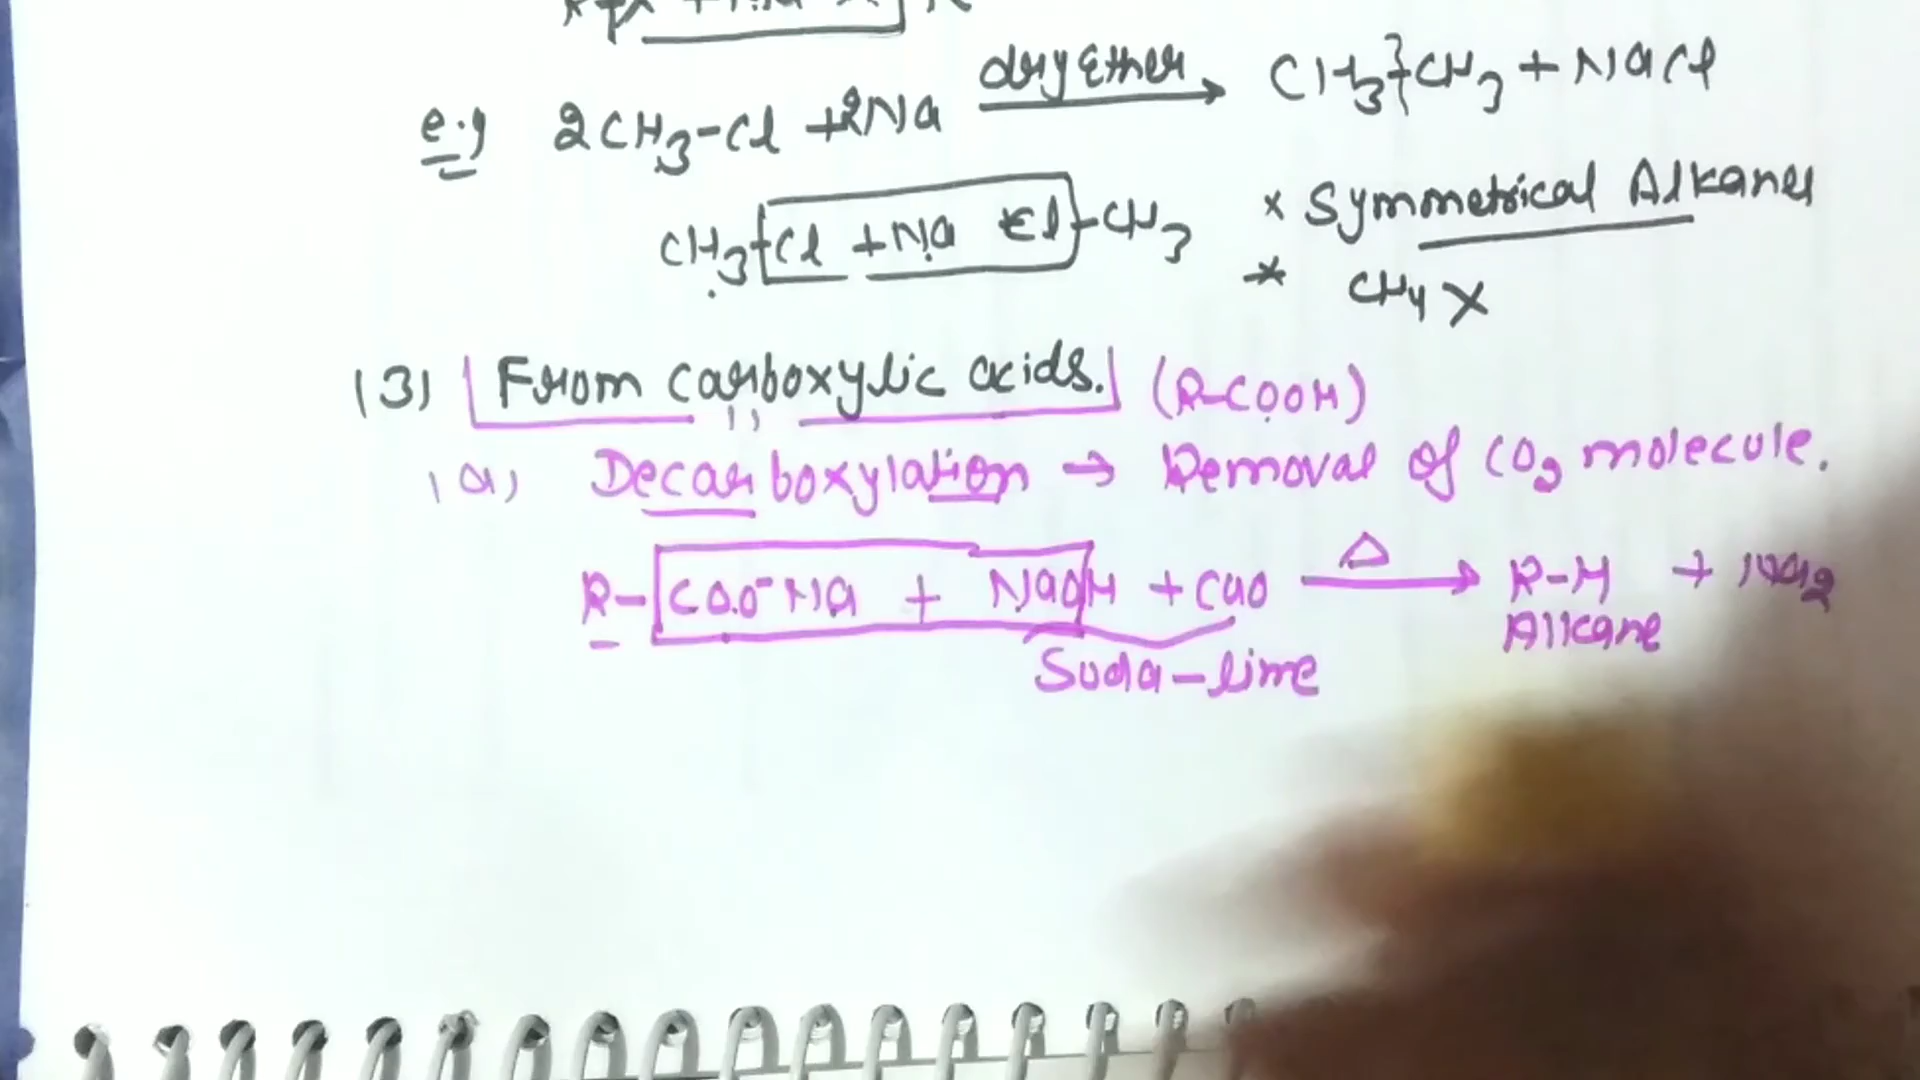 e.g 2CH3-Cl +2Na dry Ether → CH3-CH3 + NaCl
CH3-Cl +Na Cl-CH3 × Symmetrical Alkanes
* CH4 X
(3) From carboxylic acids. (R-COOH)
(a) Decarboxylation → Removal of CO2 molecule.
R-COO⁻Na + NaOH + CaO Δ → R-H +
Alkane
Soda-lime